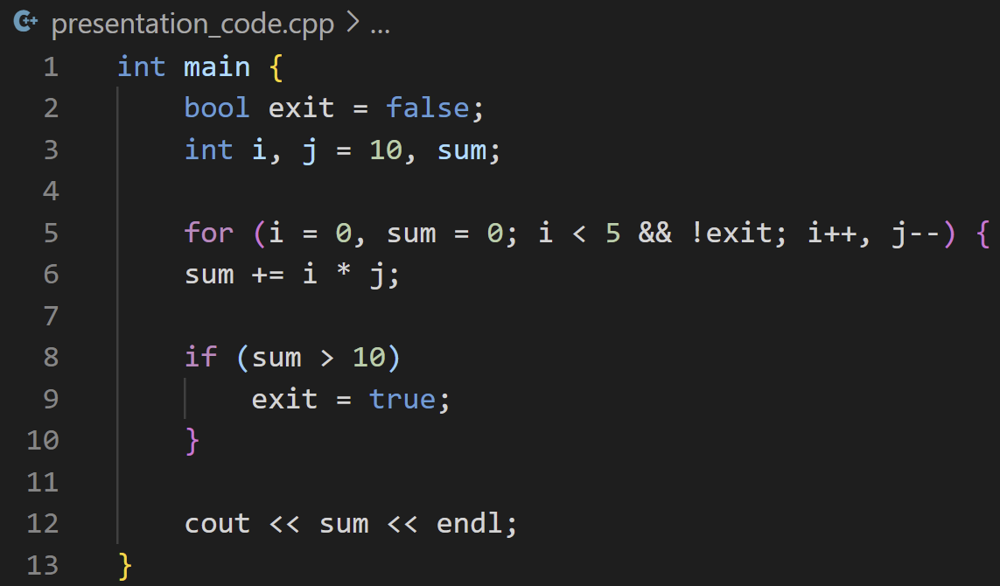 presentation_code.cpp > ...
1 int main {
2 bool exit = false;
3 int i, j = 10, sum;
4
5 for (i = 0, sum = 0; i < 5 && !exit; i++, j--) {
6 sum += i * j;
7
8 if (sum > 10)
9 exit = true;
10 }
11
12 cout << sum << endl;
13 }